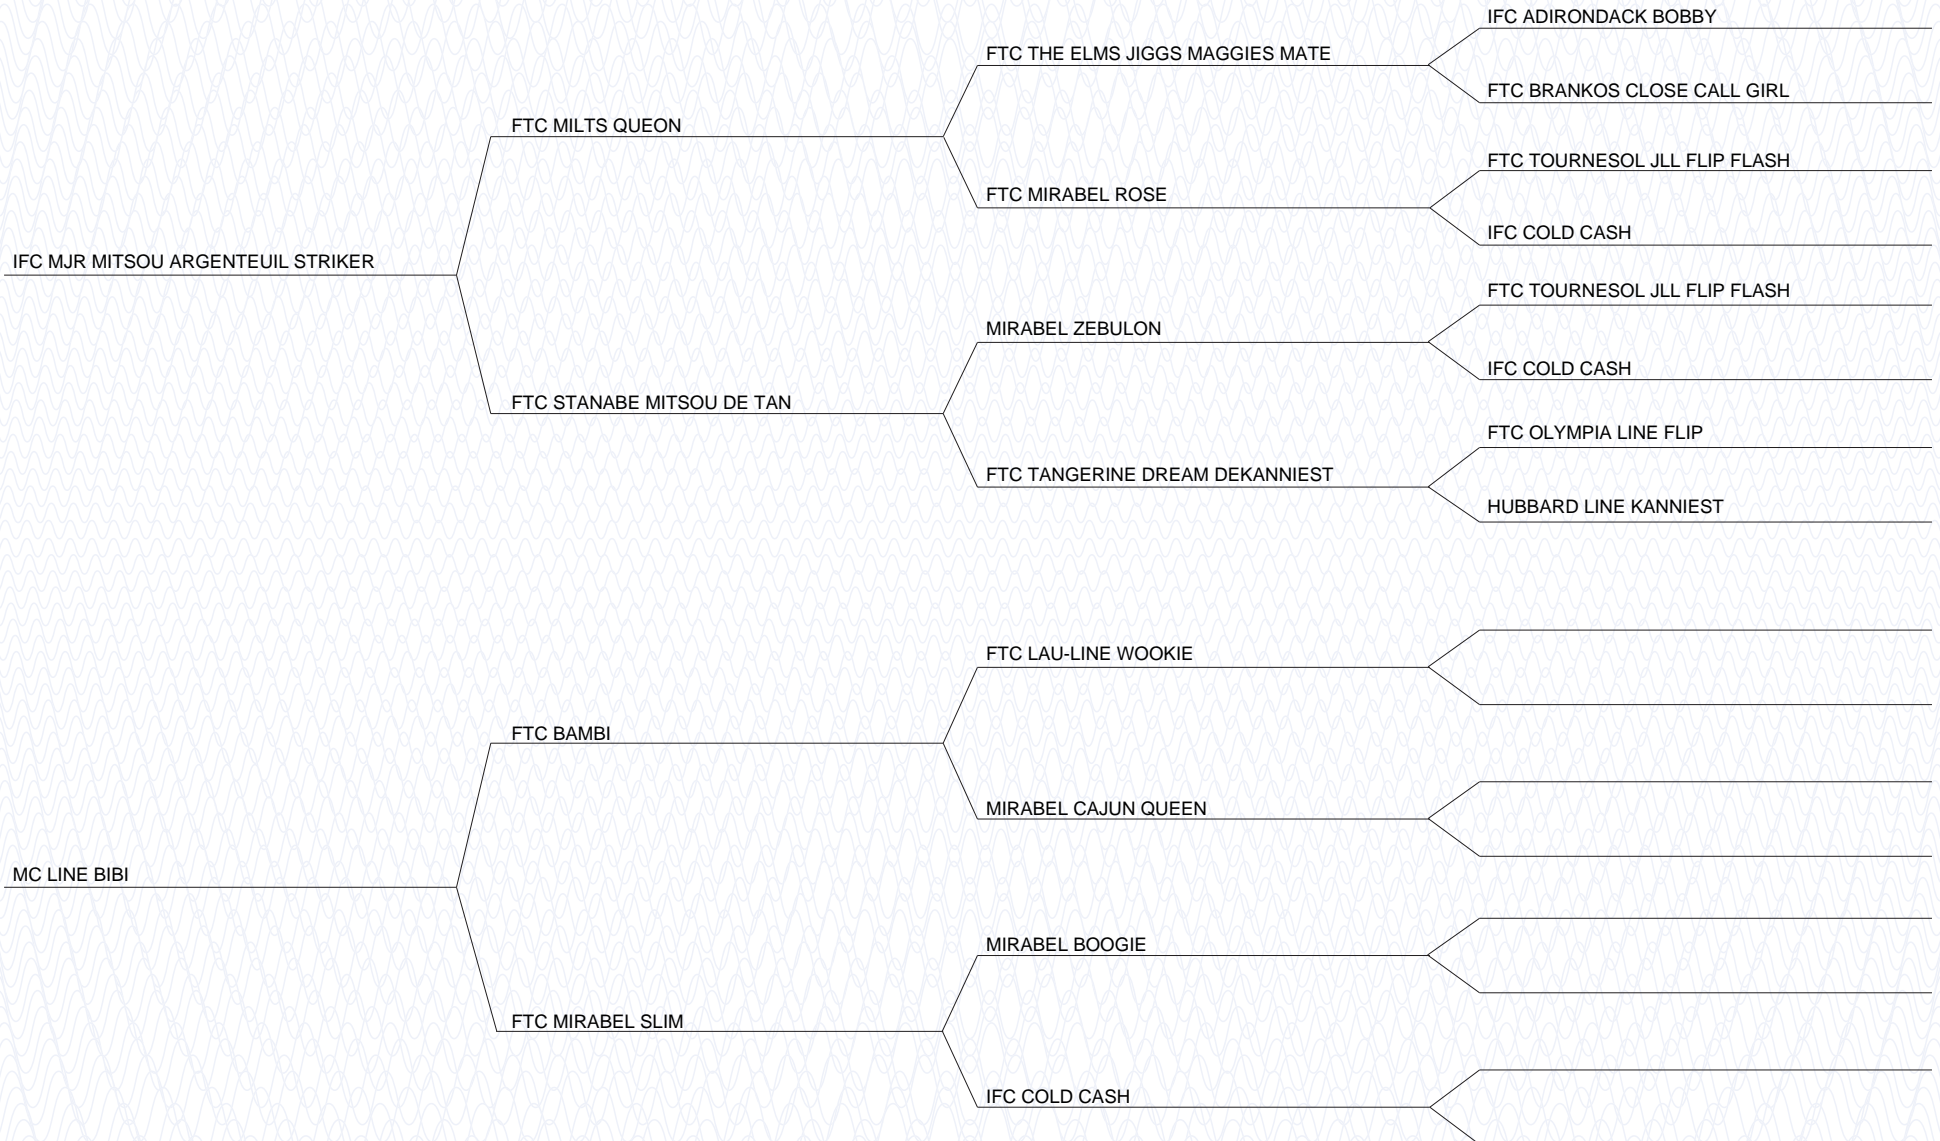 IFC ADIRONDACK BOBBY
FTC THE ELMS JIGGS MAGGIES MATE
FTC BRANKOS CLOSE CALL GIRL
FTC MILTS QUEON
FTC TOURNESOL JLL FLIP FLASH
FTC MIRABEL ROSE
IFC COLD CASH
IFC MJR MITSOU ARGENTEUIL STRIKER
FTC TOURNESOL JLL FLIP FLASH
MIRABEL ZEBULON
IFC COLD CASH
FTC STANABE MITSOU DE TAN
FTC OLYMPIA LINE FLIP
FTC TANGERINE DREAM DEKANNIEST
HUBBARD LINE KANNIEST
FTC LAU-LINE WOOKIE
FTC BAMBI
MIRABEL CAJUN QUEEN
MC LINE BIBI
MIRABEL BOOGIE
FTC MIRABEL SLIM
IFC COLD CASH